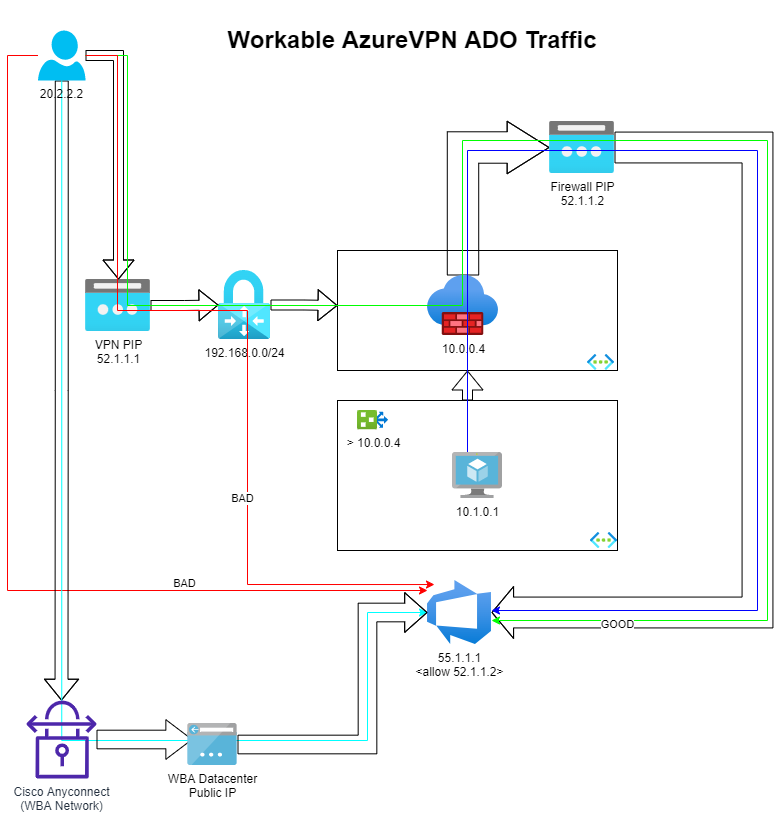 Workable AzureVPN ADO Traffic
20.2.2.2
Firewall PIP
52.1.1.2
VPN PIP
52.1.1.1
192.168.0.0/24
10.0.0.4
> 10.0.0.4
BAD
10.1.0.1
BAD
GOOD
55.1.1.1
<allow 52.1.1.2>
WBA Datacenter
Public IP
Cisco Anyconnect
(WBA Network)